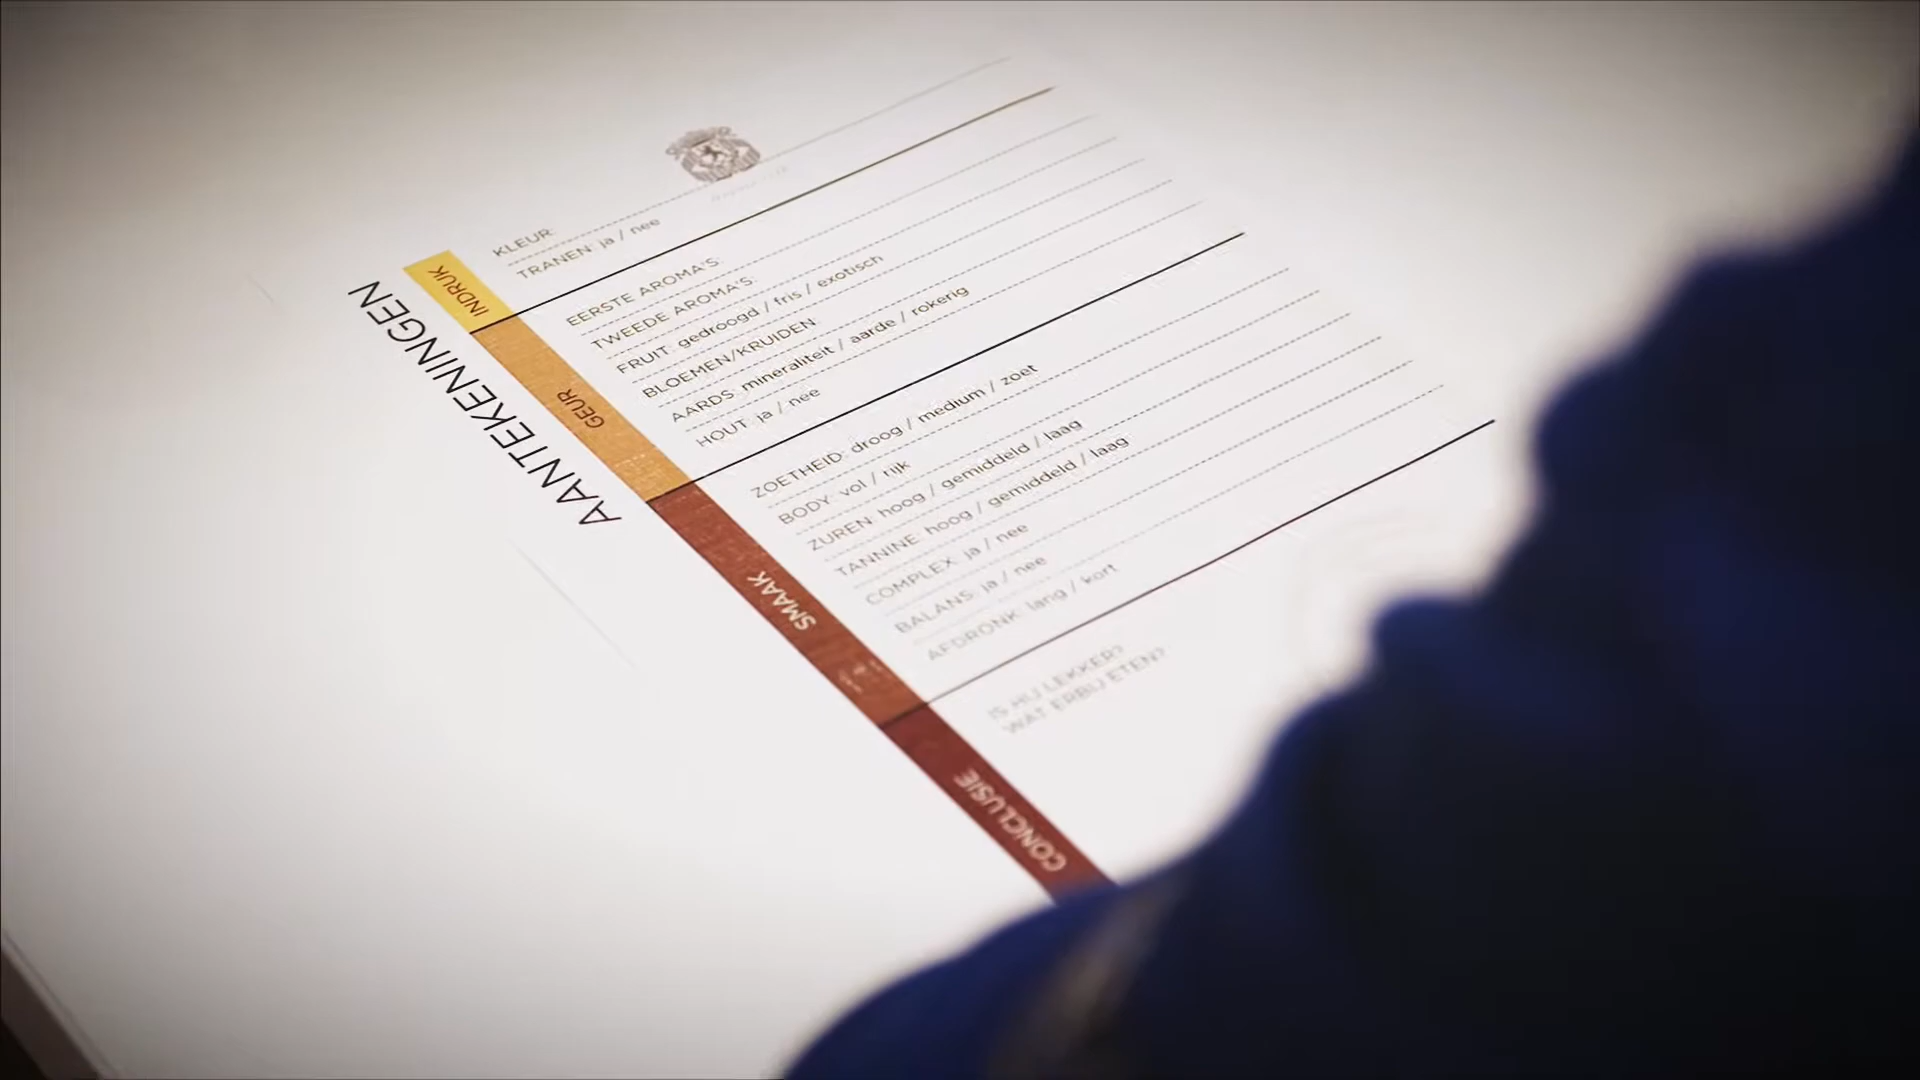 AANTEKENINGEN
INDRUK
KLEUR:
TRANEN: ja / nee
GEUR
EERSTE AROMA'S:
TWEEDE AROMA'S:
FRUIT: gedroogd / fris / exotisch
BLOEMEN/KRUIDEN:
AARDS: mineraliteit / aarde / rokerig
HOUT: ja / nee
SMAAK
ZOETHEID: droog / medium / zoet
BODY: vol / rijk
ZUREN: hoog / gemiddeld / laag
TANNINE: hoog / gemiddeld / laag
COMPLEX: ja / nee
BALANS: ja / nee
AFDRONK: lang / kort
CONCLUSIE
IS HIJ LEKKER?
WAT ERBIJ ETEN?